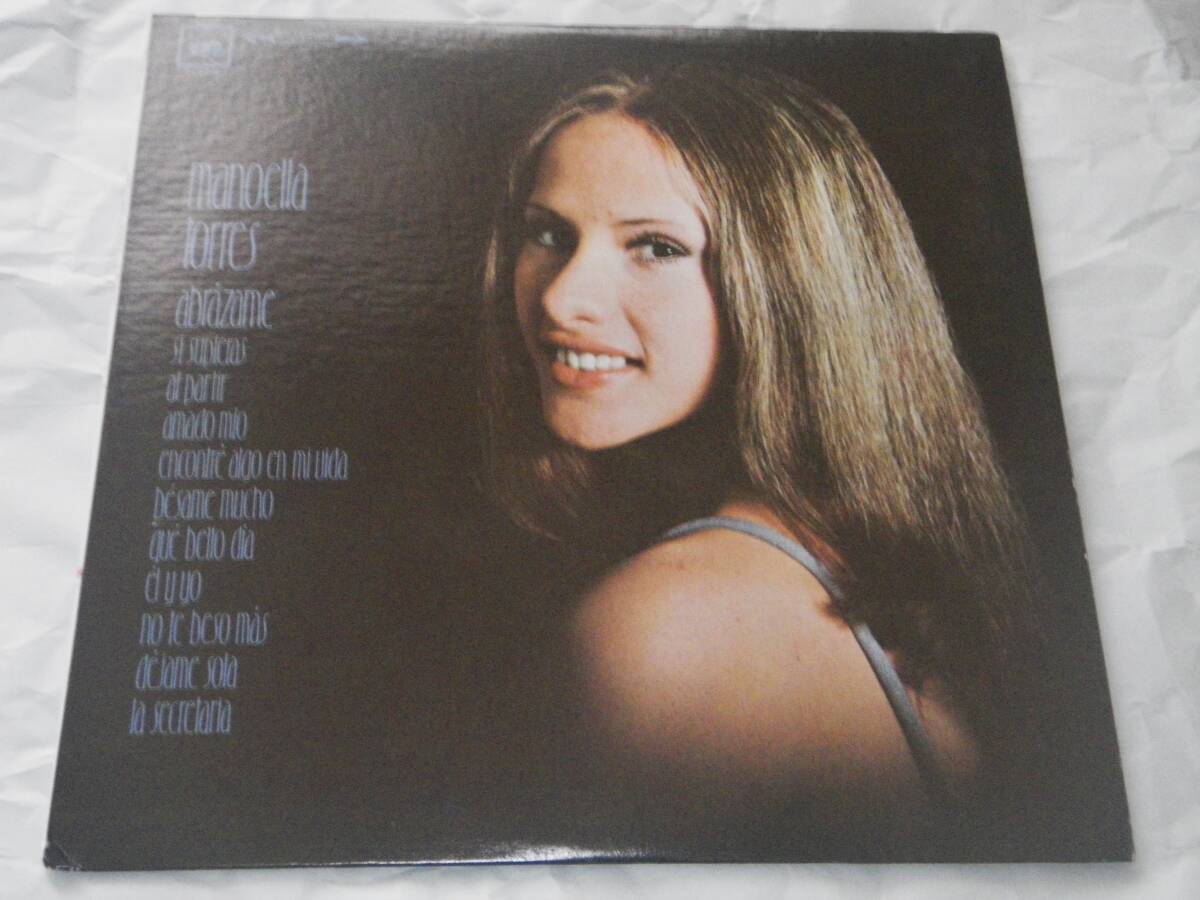 manoella
torres
abrázame
si supieras
al partir
amado mío
encontré algo en mi vida
bésame mucho
qué bello día
él y yo
no te beso más
déjame sola
la secretaria